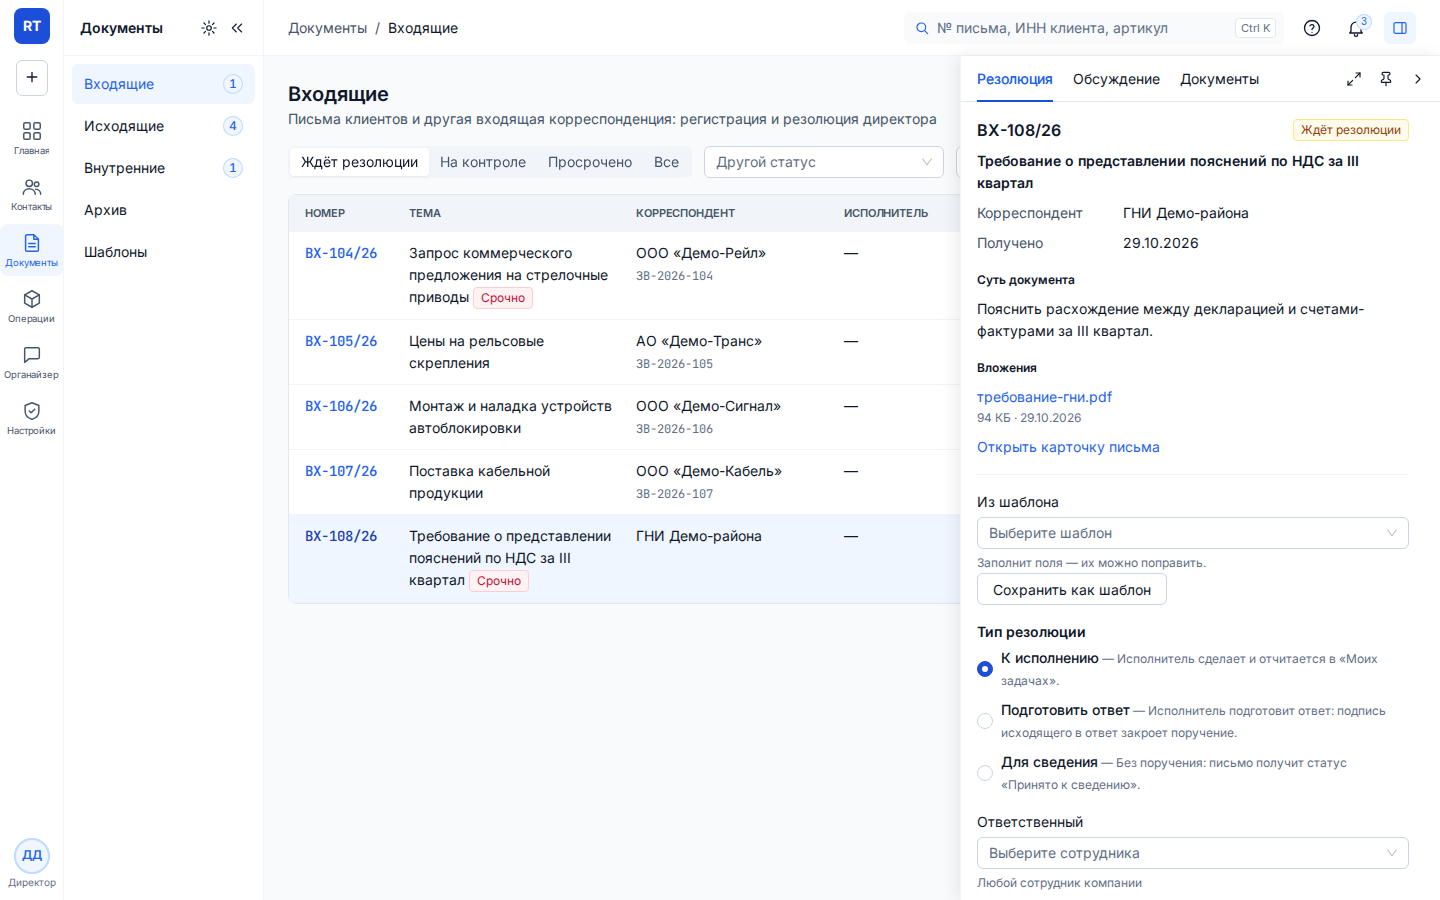 RT
Документы
Документы / Входящие
№ письма, ИНН клиента, артикул
Ctrl K
3
Главная
Контакты
Документы
Операции
Органайзер
Настройки
ДД
Директор
Входящие 1
Исходящие 4
Внутренние 1
Архив
Шаблоны
Входящие
Письма клиентов и другая входящая корреспонденция: регистрация и резолюция директора
Ждёт резолюции На контроле Просрочено Все
Другой статус
НОМЕР ТЕМА КОРРЕСПОНДЕНТ ИСПОЛНИТЕЛЬ
ВХ-104/26 Запрос коммерческого ООО «Демо-Рейл» —
предложения на стрелочные ЗВ-2026-104
приводы Срочно
ВХ-105/26 Цены на рельсовые АО «Демо-Транс» —
скрепления ЗВ-2026-105
ВХ-106/26 Монтаж и наладка устройств ООО «Демо-Сигнал» —
автоблокировки ЗВ-2026-106
ВХ-107/26 Поставка кабельной ООО «Демо-Кабель» —
продукции ЗВ-2026-107
ВХ-108/26 Требование о представлении ГНИ Демо-района —
пояснений по НДС за III
квартал Срочно
Резолюция Обсуждение Документы
ВХ-108/26 Ждёт резолюции
Требование о представлении пояснений по НДС за III
квартал
Корреспондент ГНИ Демо-района
Получено 29.10.2026
Суть документа
Пояснить расхождение между декларацией и счетами-
фактурами за III квартал.
Вложения
требование-гни.pdf
94 КБ · 29.10.2026
Открыть карточку письма
Из шаблона
Выберите шаблон
Заполнит поля — их можно поправить.
Сохранить как шаблон
Тип резолюции
К исполнению — Исполнитель сделает и отчитается в «Моих
задачах».
Подготовить ответ — Исполнитель подготовит ответ: подпись
исходящего в ответ закроет поручение.
Для сведения — Без поручения: письмо получит статус
«Принято к сведению».
Ответственный
Выберите сотрудника
Любой сотрудник компании